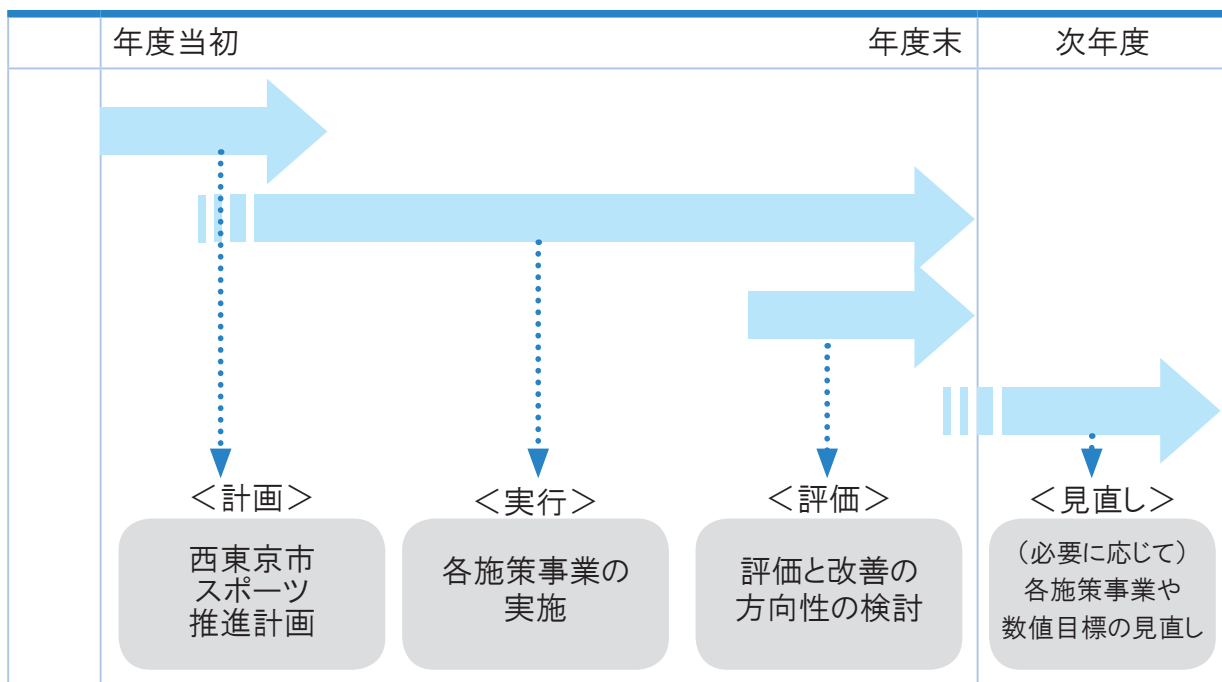 年度当初
年度末
次年度
＜計画＞
西東京市
スポーツ
推進計画
＜実行＞
各施策事業の
実施
＜評価＞
評価と改善の
方向性の検討
＜見直し＞
（必要に応じて）
各施策事業や
数値目標の見直し